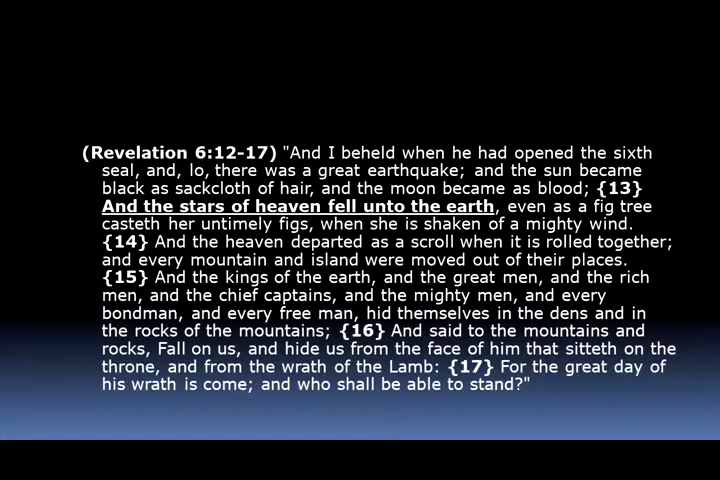 (Revelation 6:12-17) "And I beheld when he had opened the sixth
seal, and, lo, there was a great earthquake; and the sun became
black as sackcloth of hair, and the moon became as blood; {13}
And the stars of heaven fell unto the earth, even as a fig tree
casteth her untimely figs, when she is shaken of a mighty wind.
{14} And the heaven departed as a scroll when it is rolled together;
and every mountain and island were moved out of their places.
{15} And the kings of the earth, and the great men, and the rich
men, and the chief captains, and the mighty men, and every
bondman, and every free man, hid themselves in the dens and in
the rocks of the mountains; {16} And said to the mountains and
rocks, Fall on us, and hide us from the face of him that sitteth on the
throne, and from the wrath of the Lamb: {17} For the great day of
his wrath is come; and who shall be able to stand?"